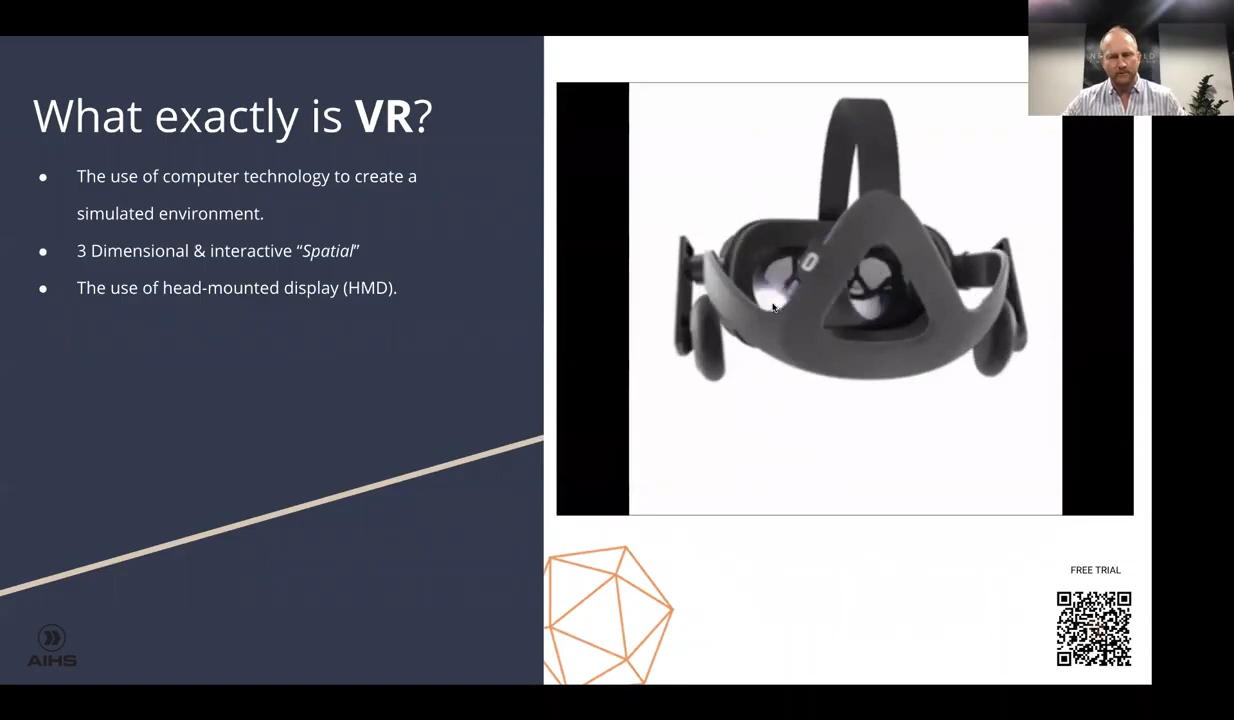 What exactly is VR?
● The use of computer technology to create a
simulated environment.
● 3 Dimensional & interactive “Spatial”
● The use of head-mounted display (HMD).
FREE TRIAL
AIHS